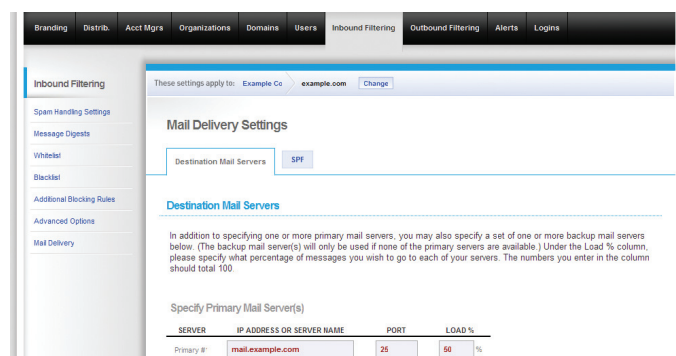 Branding Distrib. Acct Mgrs Organizations Domains Users Inbound Filtering Outbound Filtering Alerts Logins
Inbound Filtering
Spam Handling Settings
Message Digests
Whitelist
Blacklist
Additional Blocking Rules
Advanced Options
Mail Delivery
These settings apply to: Example Co example.com Change
Mail Delivery Settings
Destination Mail Servers SPF
Destination Mail Servers
In addition to specifying one or more primary mail servers, you may also specify a set of one or more backup mail servers
below. (The backup mail server(s) will only be used if none of the primary servers are available.) Under the Load % column,
please specify what percentage of messages you wish to go to each of your servers. The numbers you enter in the column
should total 100.
Specify Primary Mail Server(s)
SERVER IP ADDRESS OR SERVER NAME PORT LOAD %
Primary #1 mail.example.com 25 50 %